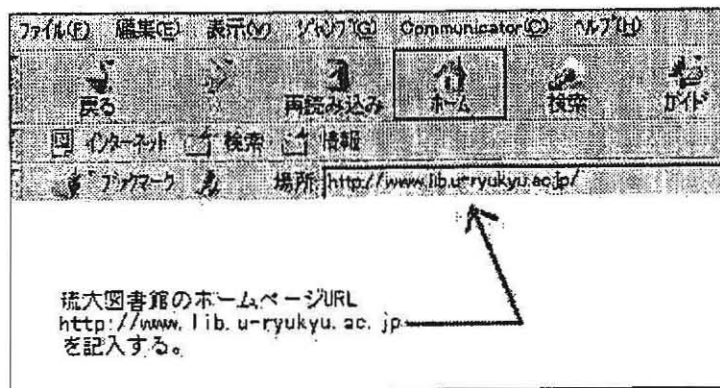 ファイル(F) 編集(E) 表示(V) ジャンプ(G) Communicator(C) ヘルプ(H)
戻る 再読み込み ホーム 検索 ガイド
インターネット 検索 情報
ブックマーク 場所: http://www.lib.u-ryukyu.ac.jp/
琉大図書館のホームページURL
http://www.lib.u-ryukyu.ac.jp
を記入する。